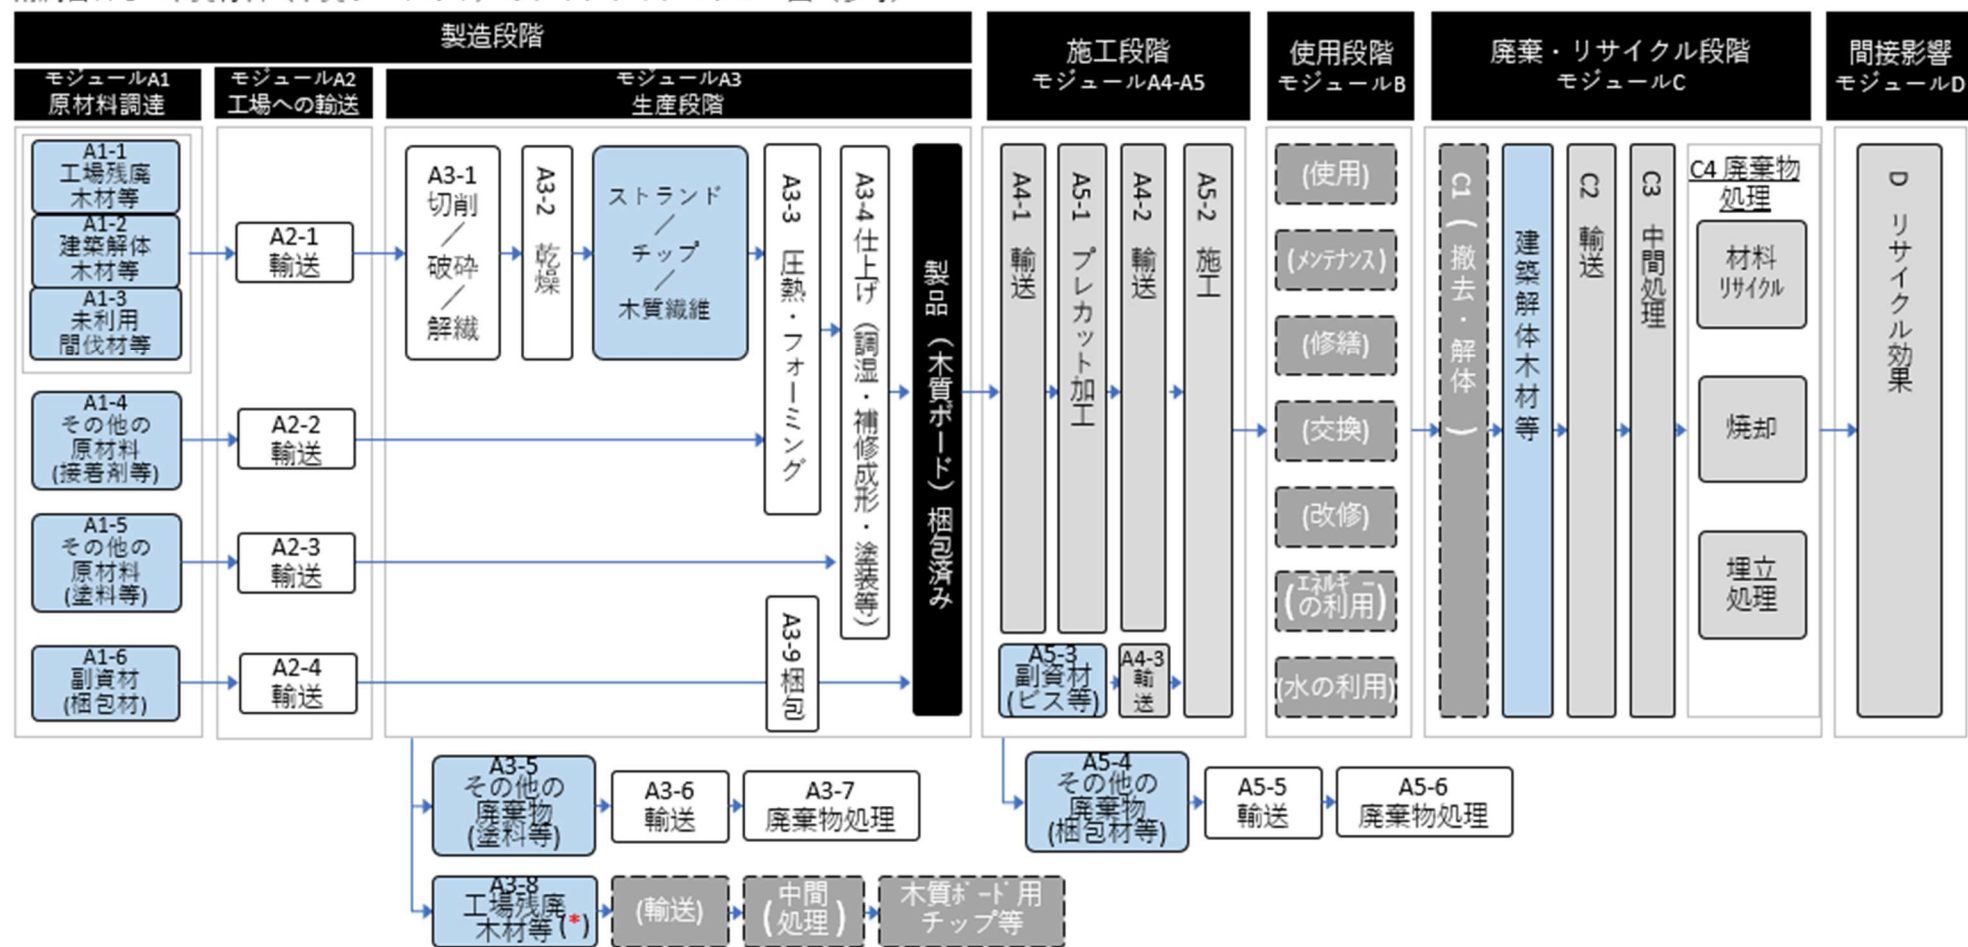 製造段階
モジュールA1
原材料調達
モジュールA2
工場への輸送
モジュールA3
生産段階
施工段階
モジュールA4-A5
使用段階
モジュールB
廃棄・リサイクル段階
モジュールC
間接影響
モジュールD
A1-1
工場残廃
木材等
A1-2
建築解体
木材等
A1-3
未利用
間伐材等
A1-4
その他の
原材料
(接着剤等)
A1-5
その他の
原材料
(塗料等)
A1-6
副資材
(梱包材)
A2-1
輸送
A2-2
輸送
A2-3
輸送
A2-4
輸送
A3-1
切削
/
破砕
/
解繊
A3-2 乾燥
ストランド
/
チップ
/
木質繊維
A3-3 圧熱・フォーミング
A3-4 仕上げ(調湿・補修成形・塗装等)
A3-9 梱包
製品(木質ボード)梱包済み
A4-1 輸送
A5-1 プレカット加工
A4-2 輸送
A5-2 施工
A5-3
副資材
(ビス等)
A4-3
輸
送
(使用)
(メンテナンス)
(修繕)
(交換)
(改修)
(エネルギー
の利用)
(水の利用)
C1(撤去・解体)
建築解体木材等
C2 輸送
C3 中間処理
C4 廃棄物
処理
材料
リサイクル
焼却
埋立
処理
D リサイクル効果
A3-5
その他の
廃棄物
(塗料等)
A3-6
輸送
A3-7
廃棄物処理
A5-4
その他の
廃棄物
(梱包材等)
A5-5
輸送
A5-6
廃棄物処理
A3-8
工場残廃
木材等(*)
(輸送)
(中間
処理)
木質ボード用
チップ等